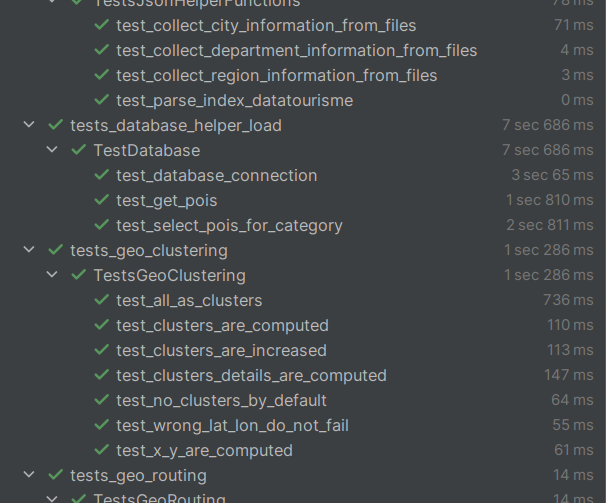 TestsJsonHelperFunctions 78 ms
test_collect_city_information_from_files 71 ms
test_collect_department_information_from_files 4 ms
test_collect_region_information_from_files 3 ms
test_parse_index_datatourisme 0 ms
tests_database_helper_load 7 sec 686 ms
TestDatabase 7 sec 686 ms
test_database_connection 3 sec 65 ms
test_get_pois 1 sec 810 ms
test_select_pois_for_category 2 sec 811 ms
tests_geo_clustering 1 sec 286 ms
TestsGeoClustering 1 sec 286 ms
test_all_as_clusters 736 ms
test_clusters_are_computed 110 ms
test_clusters_are_increased 113 ms
test_clusters_details_are_computed 147 ms
test_no_clusters_by_default 64 ms
test_wrong_lat_lon_do_not_fail 55 ms
test_x_y_are_computed 61 ms
tests_geo_routing 14 ms
TestsGeoRouting 14 ms